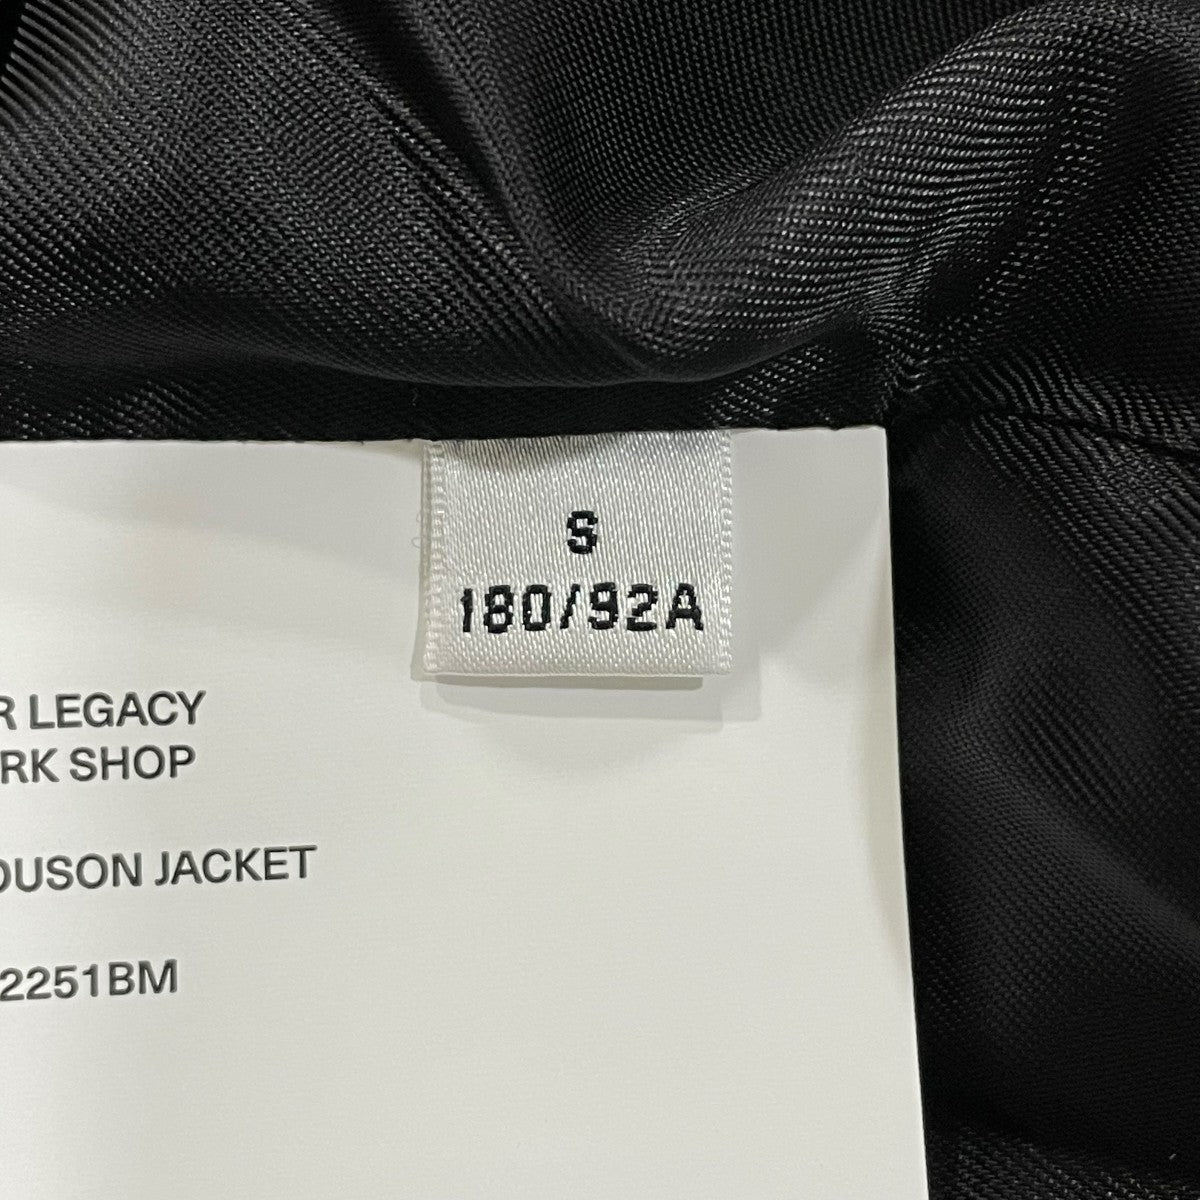 S
180/92A
R LEGACY
RK SHOP
OUSON JACKET
2251BM